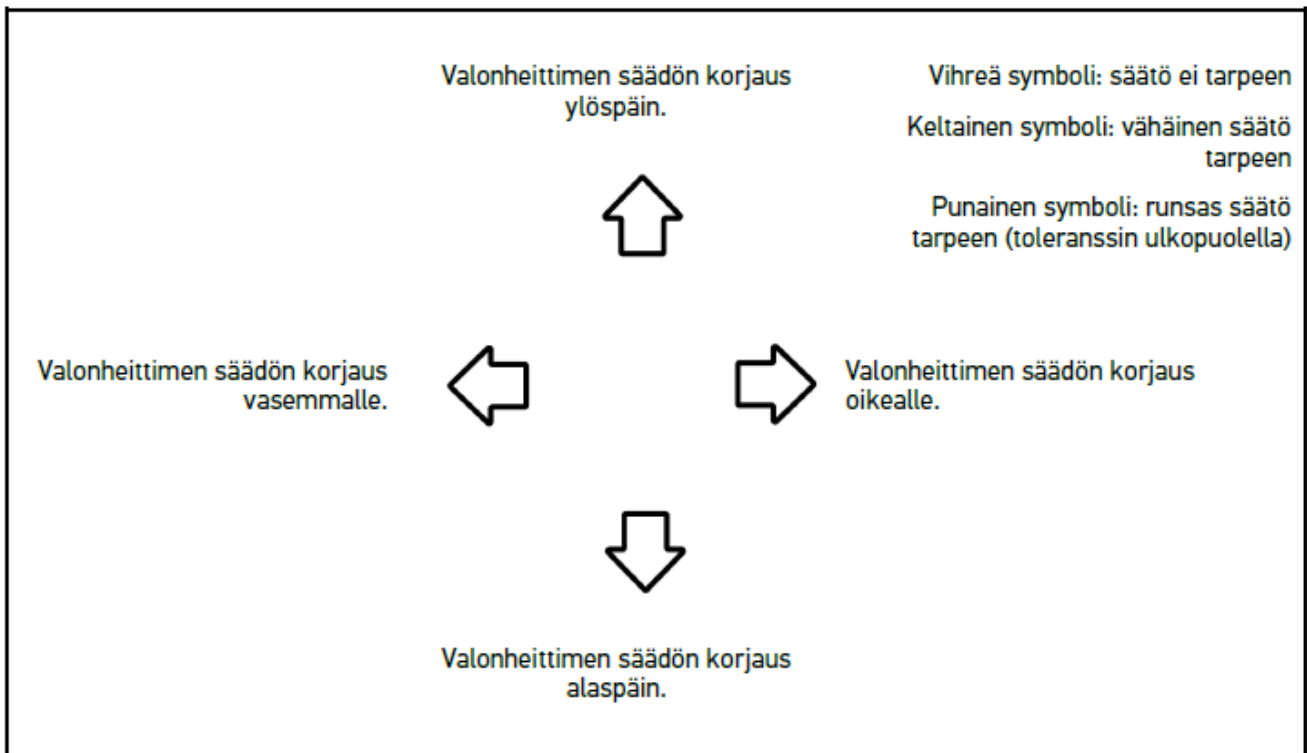 Valonheittimen säädön korjaus
ylöspäin.
Vihreä symboli: säätö ei tarpeen
Keltainen symboli: vähäinen säätö
tarpeen
Punainen symboli: runsas säätö
tarpeen (toleranssin ulkopuolella)
Valonheittimen säädön korjaus
vasemmalle.
Valonheittimen säädön korjaus
oikealle.
Valonheittimen säädön korjaus
alaspäin.